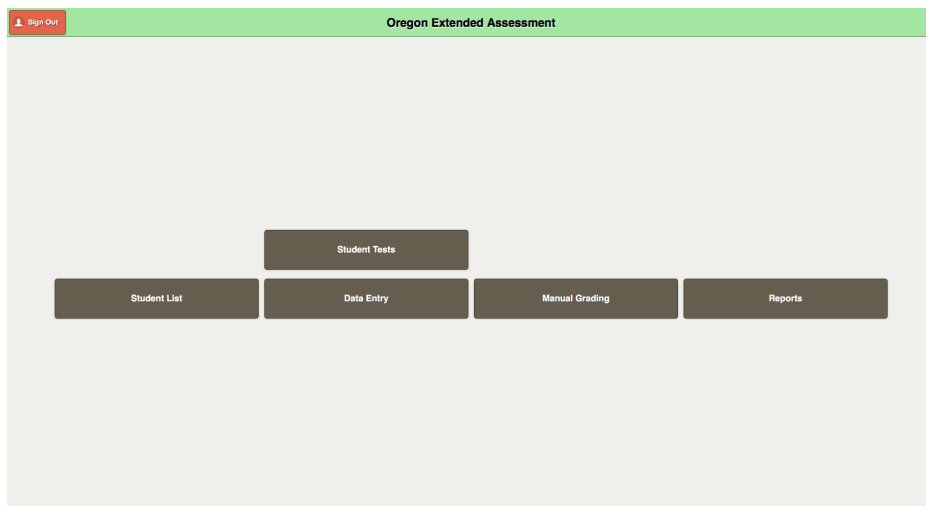 Sign Out
Oregon Extended Assessment
Student Tests
Student List
Data Entry
Manual Grading
Reports